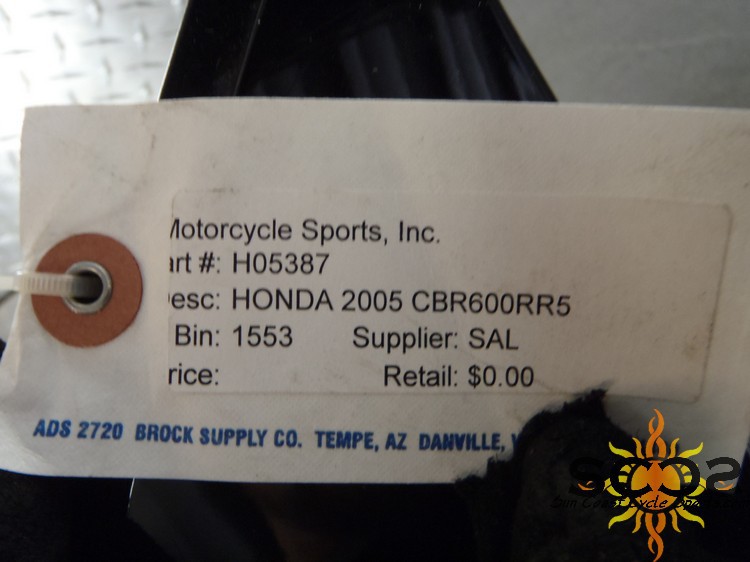 Motorcycle Sports, Inc.
art #: H05387
esc: HONDA 2005 CBR600RR5
Bin: 1553 Supplier: SAL
rice: Retail: $0.00
ADS 2720 BROCK SUPPLY CO. TEMPE, AZ DANVILLE,